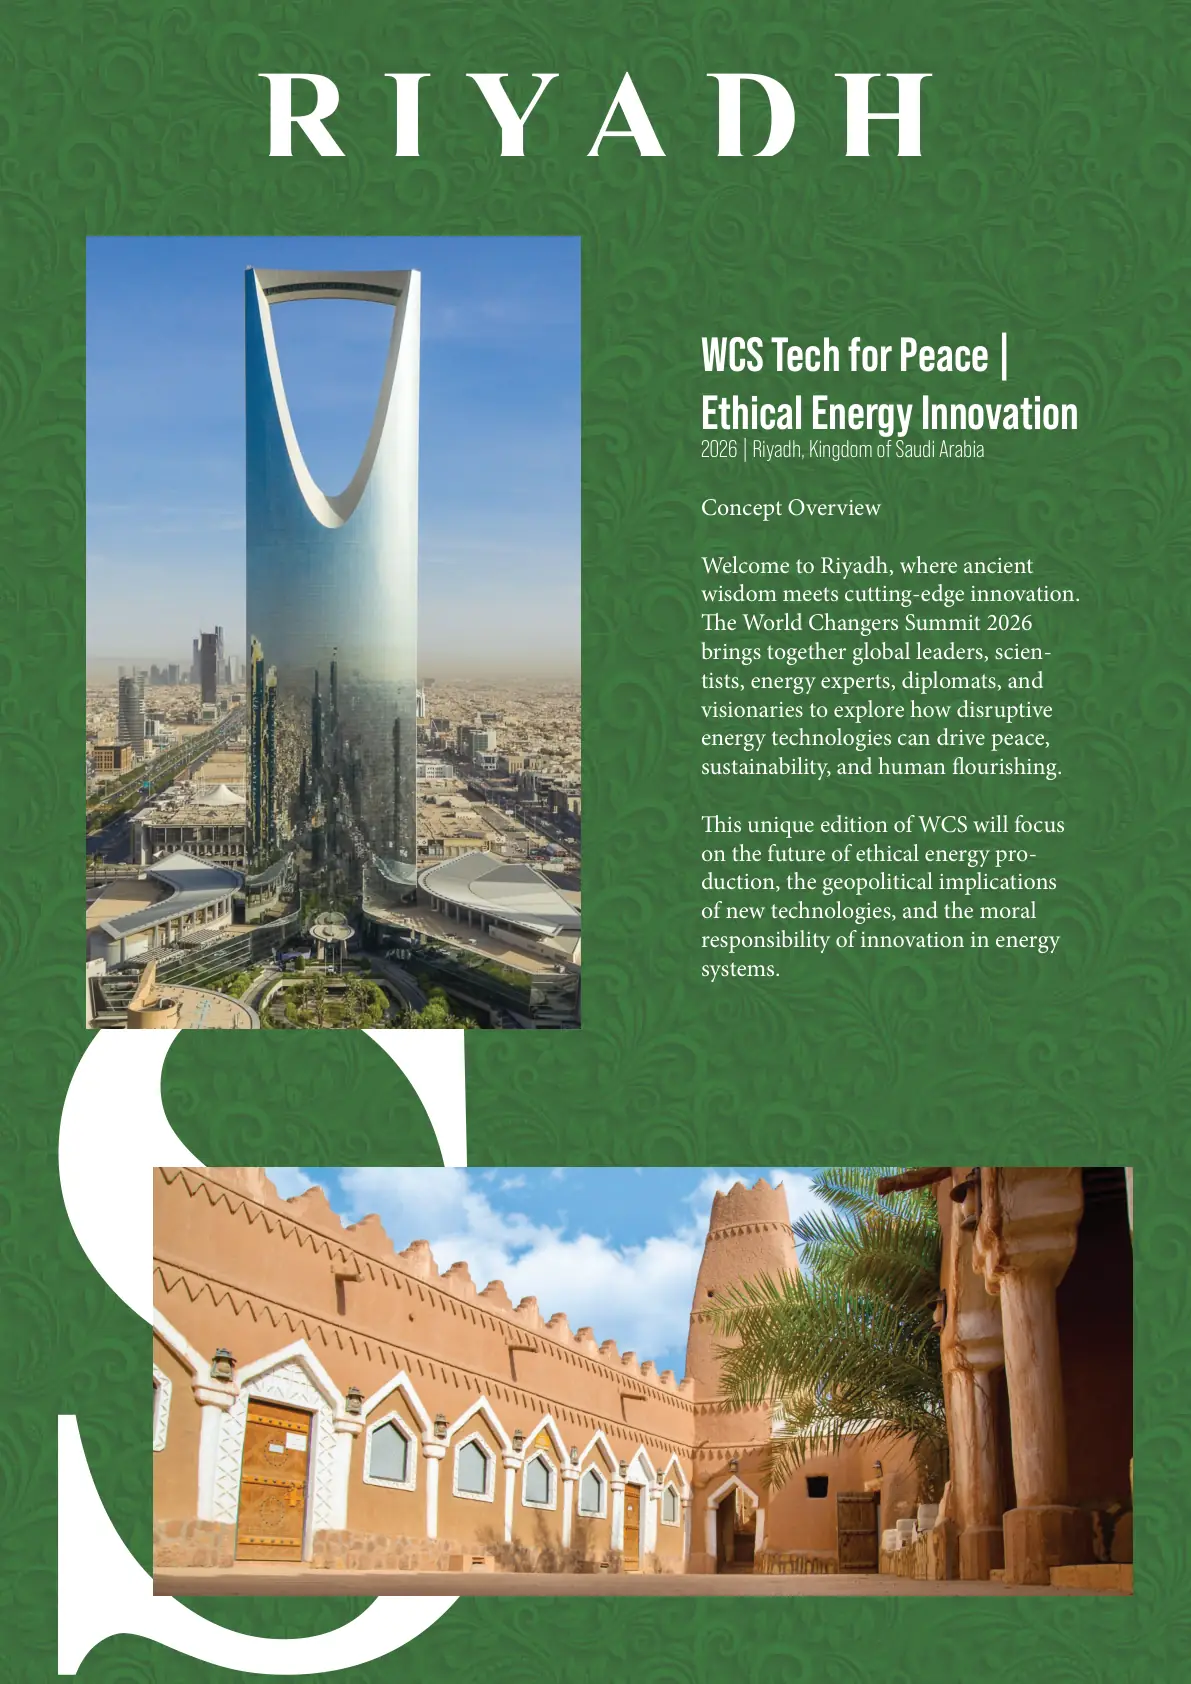 RIYADH
WCS Tech for Peace |
Ethical Energy Innovation
2026 | Riyadh, Kingdom of Saudi Arabia
Concept Overview
Welcome to Riyadh, where ancient
wisdom meets cutting-edge innovation.
The World Changers Summit 2026
brings together global leaders, scien-
tists, energy experts, diplomats, and
visionaries to explore how disruptive
energy technologies can drive peace,
sustainability, and human flourishing.
This unique edition of WCS will focus
on the future of ethical energy pro-
duction, the geopolitical implications
of new technologies, and the moral
responsibility of innovation in energy
systems.
S